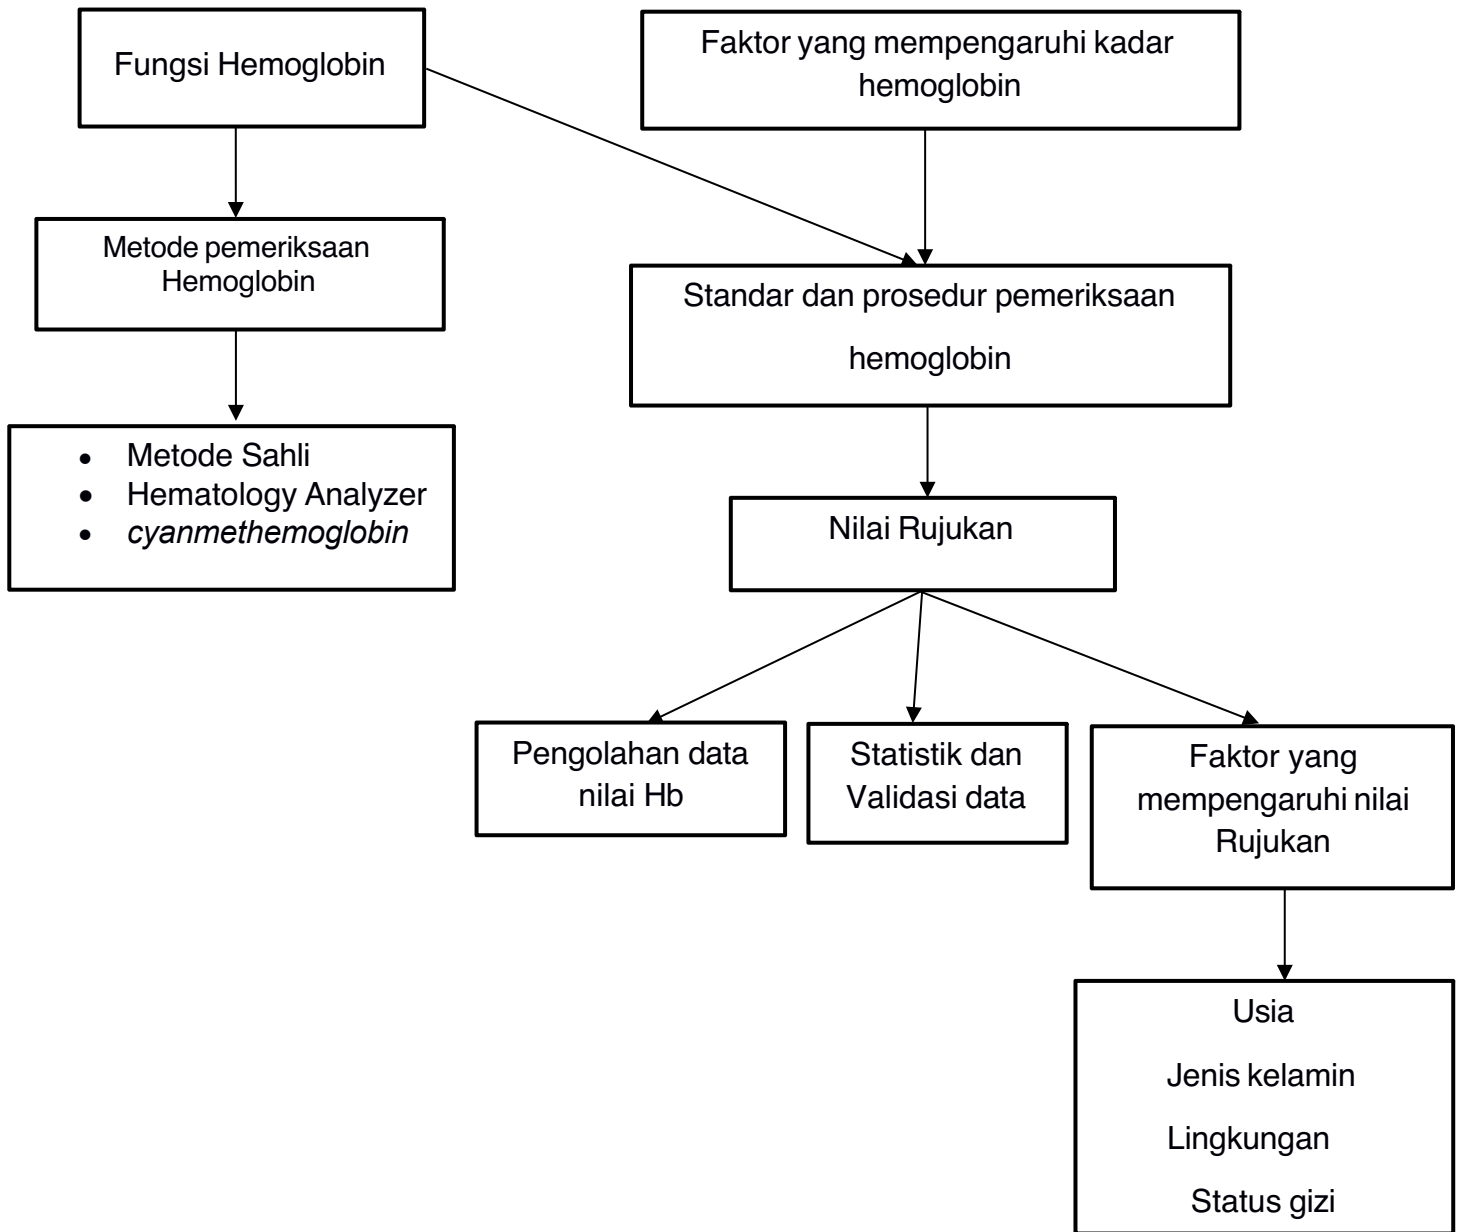 Fungsi Hemoglobin
Faktor yang mempengaruhi kadar
hemoglobin
Metode pemeriksaan
Hemoglobin
Standar dan prosedur pemeriksaan
hemoglobin
• Metode Sahli
• Hematology Analyzer
• cyanmethemoglobin
Nilai Rujukan
Pengolahan data
nilai Hb
Statistik dan
Validasi data
Faktor yang
mempengaruhi nilai
Rujukan
Usia
Jenis kelamin
Lingkungan
Status gizi